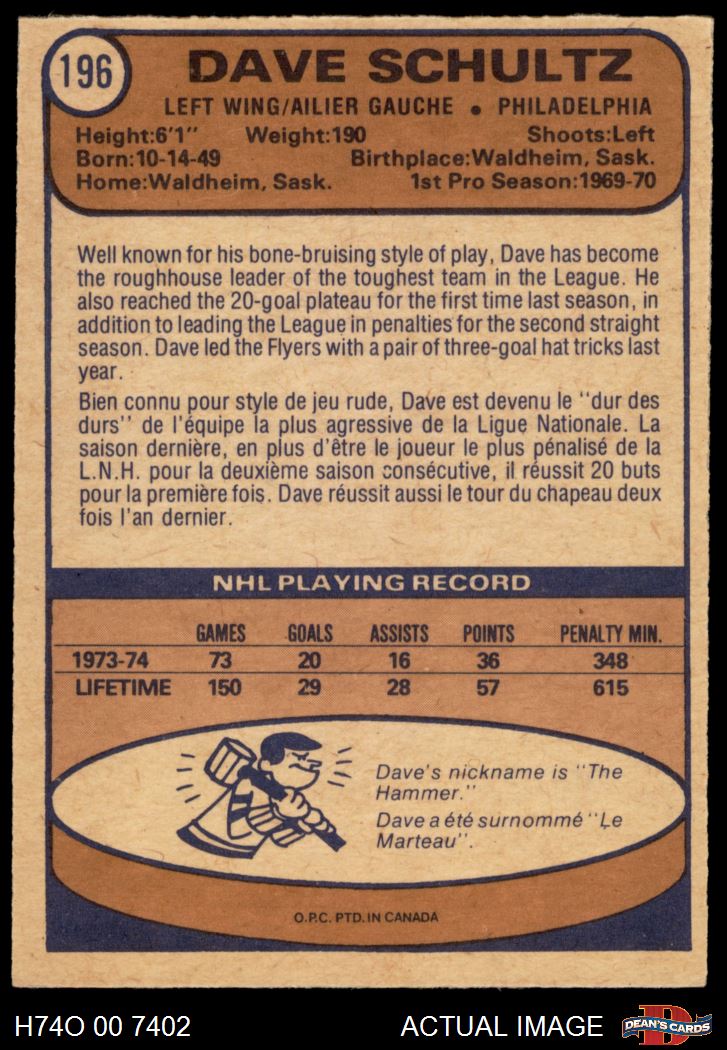 196
DAVE SCHULTZ
LEFT WING/AILIER GAUCHE • PHILADELPHIA
Height:6'1" Weight:190 Shoots:Left
Born:10-14-49 Birthplace:Waldheim, Sask.
Home:Waldheim, Sask. 1st Pro Season:1969-70
Well known for his bone-bruising style of play, Dave has become
the roughhouse leader of the toughest team in the League. He
also reached the 20-goal plateau for the first time last season, in
addition to leading the League in penalties for the second straight
season. Dave led the Flyers with a pair of three-goal hat tricks last
year.
Bien connu pour style de jeu rude, Dave est devenu le "dur des
durs" de l'équipe la plus agressive de la Ligue Nationale. La
saison dernière, en plus d'être le joueur le plus pénalisé de la
L.N.H. pour la deuxième saison consécutive, il réussit 20 buts
pour la première fois. Dave réussit aussi le tour du chapeau deux
fois l'an dernier.
NHL PLAYING RECORD
GAMES GOALS ASSISTS POINTS PENALTY MIN.
1973-74 73 20 16 36 348
LIFETIME 150 29 28 57 615
Dave's nickname is "The
Hammer."
Dave a été surnommé "Le
Marteau".
O.P.C. PTD. IN CANADA
H74O 00 7402 ACTUAL IMAGE
D
DEAN'S CARDS